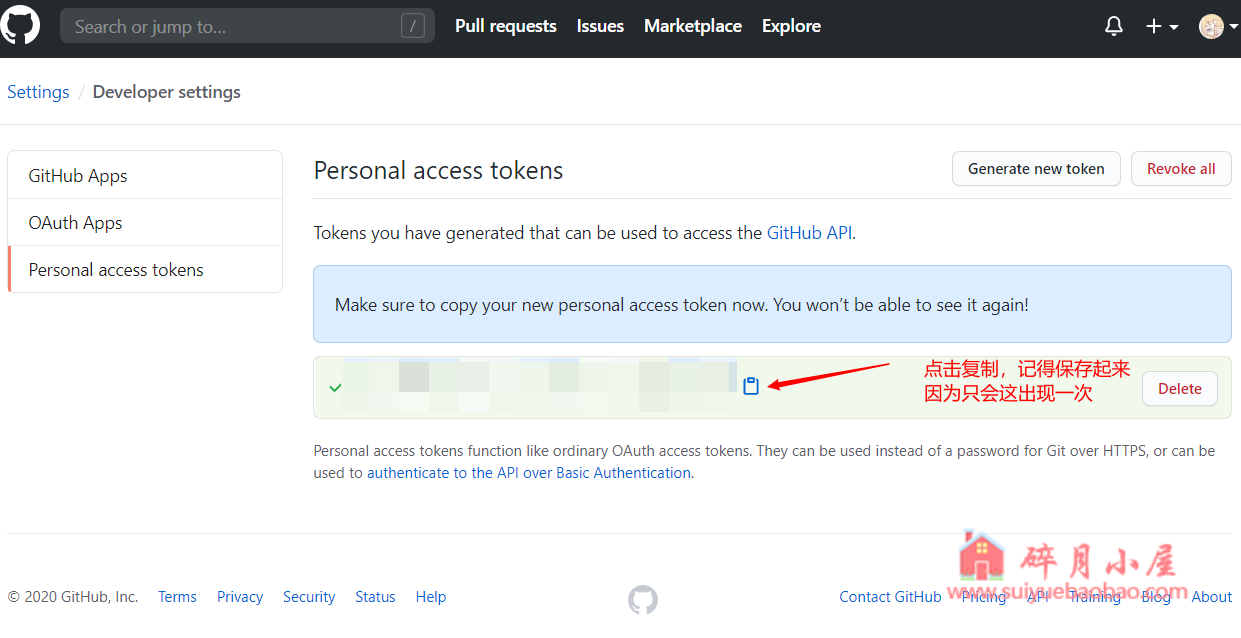 Search or jump to... /
Pull requests Issues Marketplace Explore
Settings / Developer settings
GitHub Apps
OAuth Apps
Personal access tokens
Personal access tokens
Generate new token
Revoke all
Tokens you have generated that can be used to access the GitHub API.
Make sure to copy your new personal access token now. You won’t be able to see it again!
点击复制，记得保存起来
因为只会这出现一次
Delete
Personal access tokens function like ordinary OAuth access tokens. They can be used instead of a password for Git over HTTPS, or can be
used to authenticate to the API over Basic Authentication.
碎月小屋
www.suiyuebaobao.com
© 2020 GitHub, Inc. Terms Privacy Security Status Help
Contact GitHub Pricing API Training Blog About